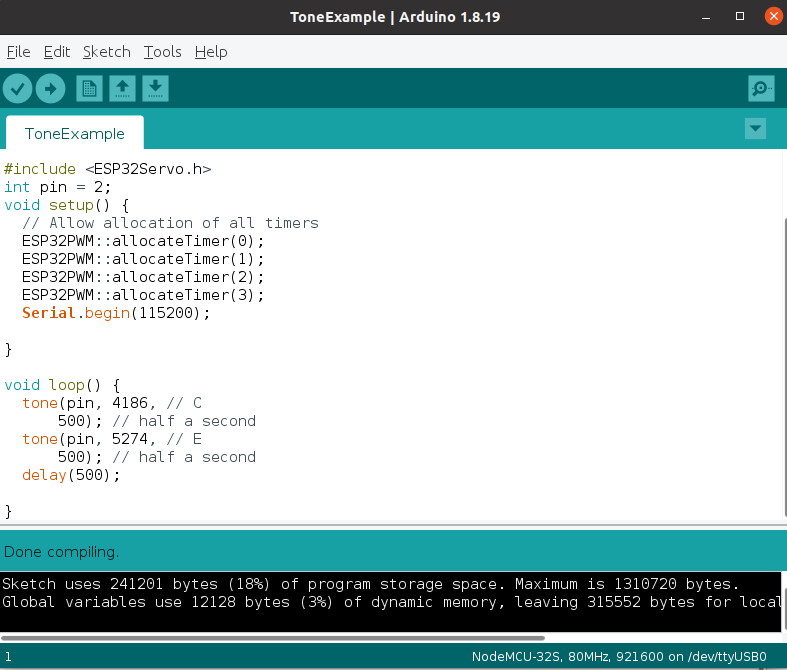 ToneExample | Arduino 1.8.19
File Edit Sketch Tools Help
ToneExample
#include <ESP32Servo.h>
int pin = 2;
void setup() {
  // Allow allocation of all timers
  ESP32PWM::allocateTimer(0);
  ESP32PWM::allocateTimer(1);
  ESP32PWM::allocateTimer(2);
  ESP32PWM::allocateTimer(3);
  Serial.begin(115200);
}
void loop() {
  tone(pin, 4186, // C
      500); // half a second
  tone(pin, 5274, // E
      500); // half a second
  delay(500);
}
Done compiling.
Sketch uses 241201 bytes (18%) of program storage space. Maximum is 1310720 bytes.
Global variables use 12128 bytes (3%) of dynamic memory, leaving 315552 bytes for local
1 NodeMCU-32S, 80MHz, 921600 on /dev/ttyUSB0